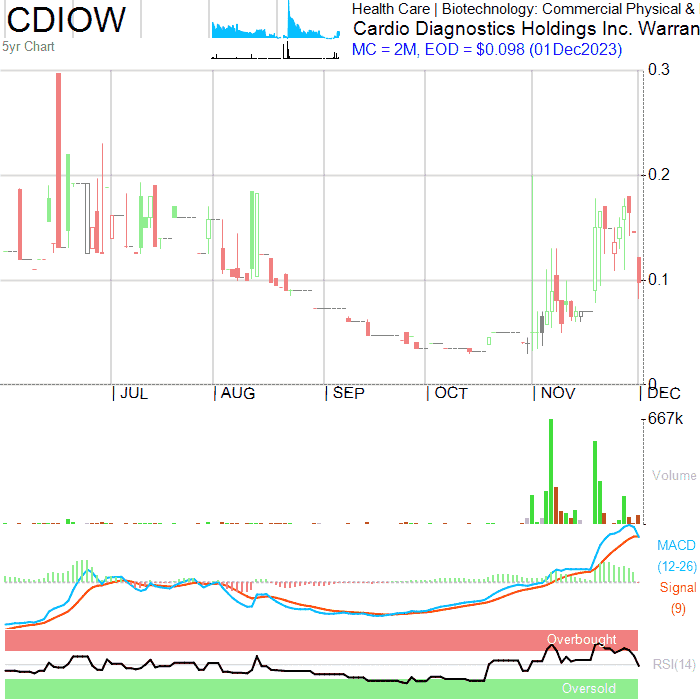 CDIOW
5yr Chart
Health Care | Biotechnology: Commercial Physical &
Cardio Diagnostics Holdings Inc. Warran
MC = 2M, EOD = $0.098 (01Dec2023)
0.3
0.2
0.1
0
| JUL | AUG | SEP | OCT | NOV | DEC
667k
Volume
MACD
(12-26)
Signal
(9)
Overbought
RSI(14)
Oversold